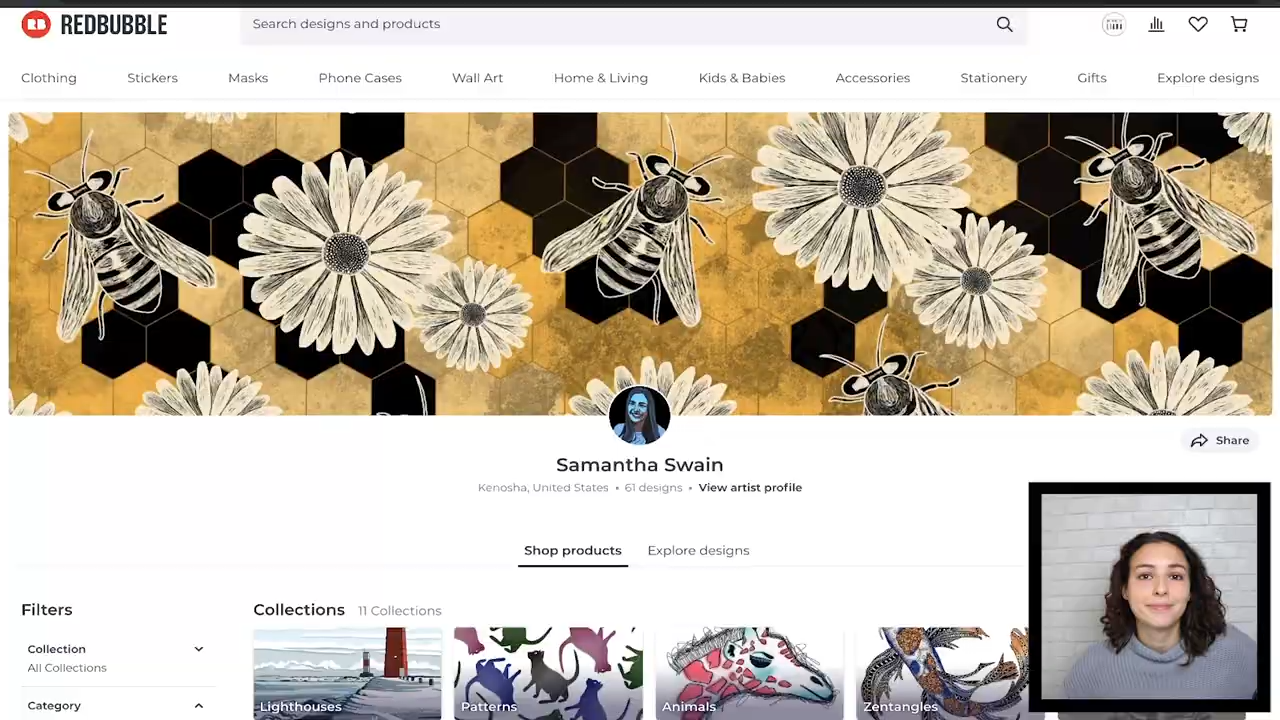 RB REDBUBBLE
Search designs and products
Clothing Stickers Masks Phone Cases Wall Art Home & Living Kids & Babies Accessories Stationery Gifts Explore designs
Share
Samantha Swain
Kenosha, United States • 61 designs • View artist profile
Shop products Explore designs
Filters
Collections 11 Collections
Collection
All Collections
Category
Lighthouses Patterns Animals Zentangles